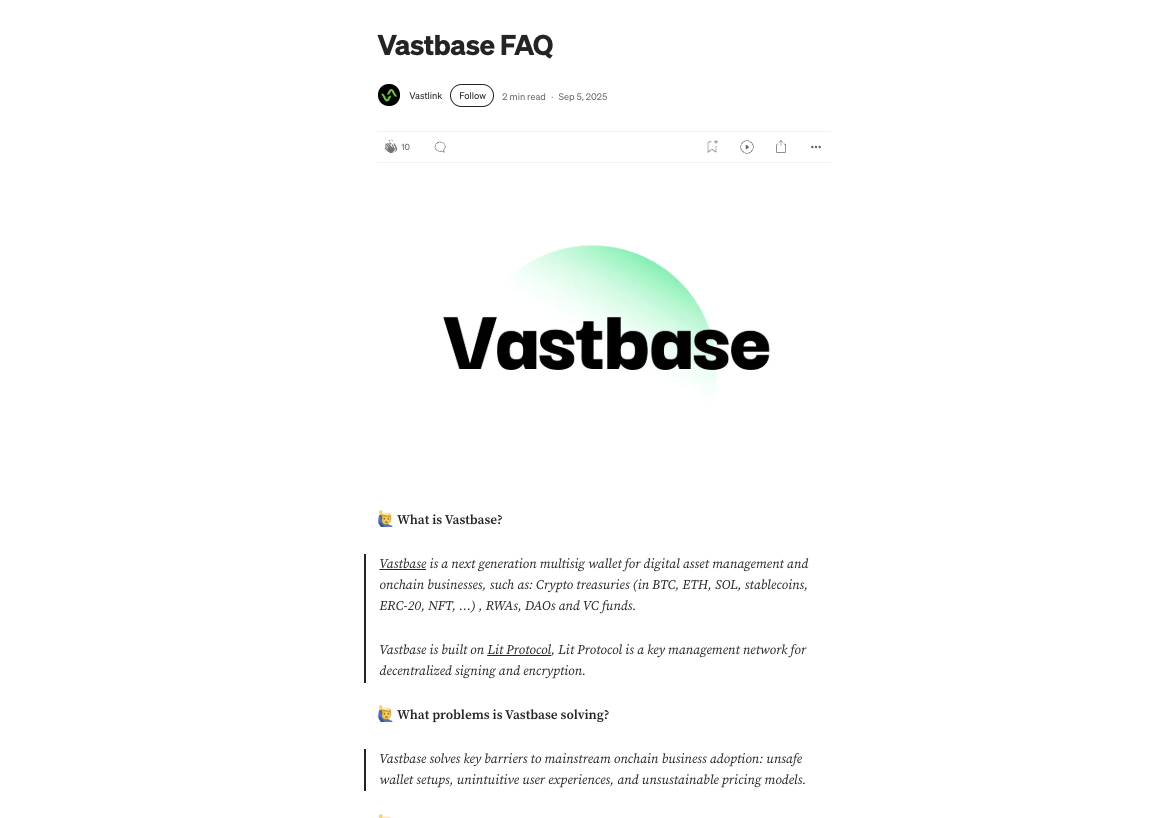 Vastbase FAQ
Vastlink Follow 2 min read · Sep 5, 2025
10
Vastbase
🙋‍♂️ What is Vastbase?
Vastbase is a next generation multisig wallet for digital asset management and
onchain businesses, such as: Crypto treasuries (in BTC, ETH, SOL, stablecoins,
ERC-20, NFT, …) , RWAs, DAOs and VC funds.
Vastbase is built on Lit Protocol, Lit Protocol is a key management network for
decentralized signing and encryption.
🙋‍♂️ What problems is Vastbase solving?
Vastbase solves key barriers to mainstream onchain business adoption: unsafe
wallet setups, unintuitive user experiences, and unsustainable pricing models.